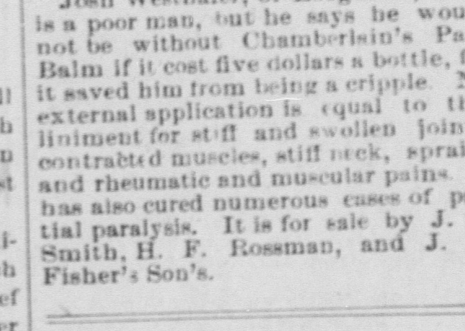 is a poor man, but he says he wou
not be without Chamberlain's Pa
Balm if it cost five dollars a bottle, f
it saved him from being a cripple.
external application is equal to th
liniment for stiff and swollen join
contracted muscles, stiff neck, sprai
and rheumatic and muscular pains.
has also cured numerous cases of p
tial paralysis. It is for sale by J.
Smith, H. F. Rossman, and J.
Fisher's Son's.